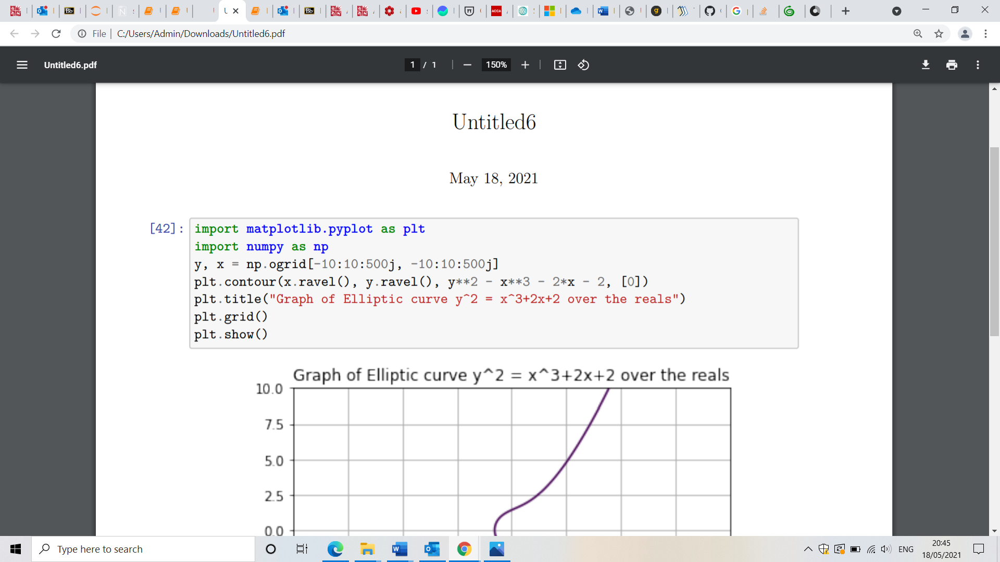 File
C:/Users/Admin/Downloads/Untitled6.pdf
Untitled6.pdf
1 / 1
150%
Untitled6
May 18, 2021
[42]:
import matplotlib.pyplot as plt
import numpy as np
y, x = np.ogrid[-10:10:500j, -10:10:500j]
plt.contour(x.ravel(), y.ravel(), y**2 - x**3 - 2*x - 2, [0])
plt.title("Graph of Elliptic curve y^2 = x^3+2x+2 over the reals")
plt.grid()
plt.show()
Graph of Elliptic curve y^2 = x^3+2x+2 over the reals
10.0
7.5
5.0
2.5
0.0
Type here to search
ENG
20:45
18/05/2021